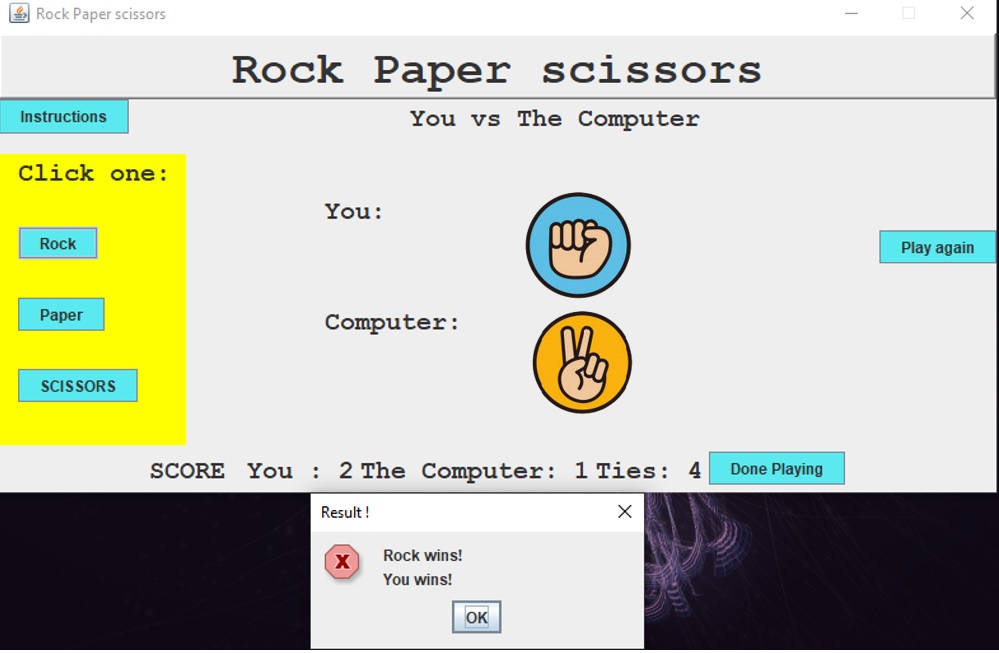 Rock Paper scissors
Rock Paper scissors
Instructions
You vs The Computer
Click one:
You:
Rock
Play again
Paper
Computer:
SCISSORS
SCORE You : 2 The Computer: 1 Ties: 4
Done Playing
Result !
Rock wins!
You wins!
OK